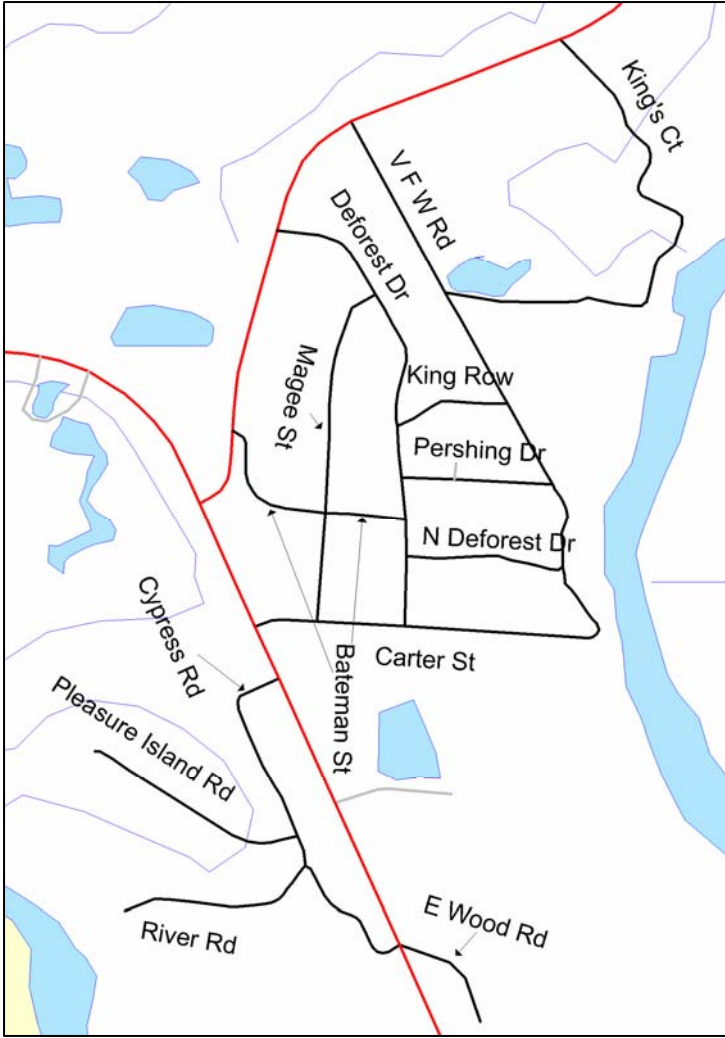 King's Ct
V F W Rd
Deforest Dr
Magee St
King Row
Pershing Dr
N Deforest Dr
Cypress Rd
Bateman St
Carter St
Pleasure Island Rd
River Rd
E Wood Rd